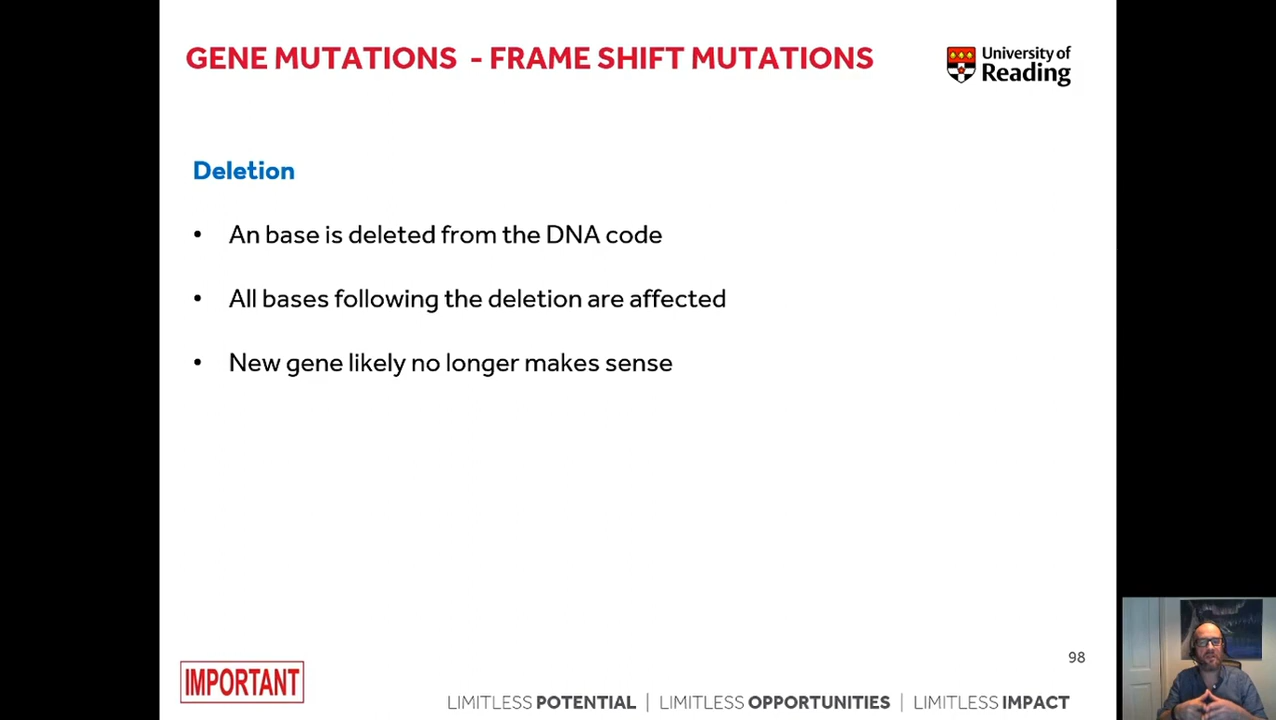 GENE MUTATIONS - FRAME SHIFT MUTATIONS
University of
Reading
Deletion
• An base is deleted from the DNA code
• All bases following the deletion are affected
• New gene likely no longer makes sense
98
IMPORTANT
LIMITLESS POTENTIAL | LIMITLESS OPPORTUNITIES | LIMITLESS IMPACT